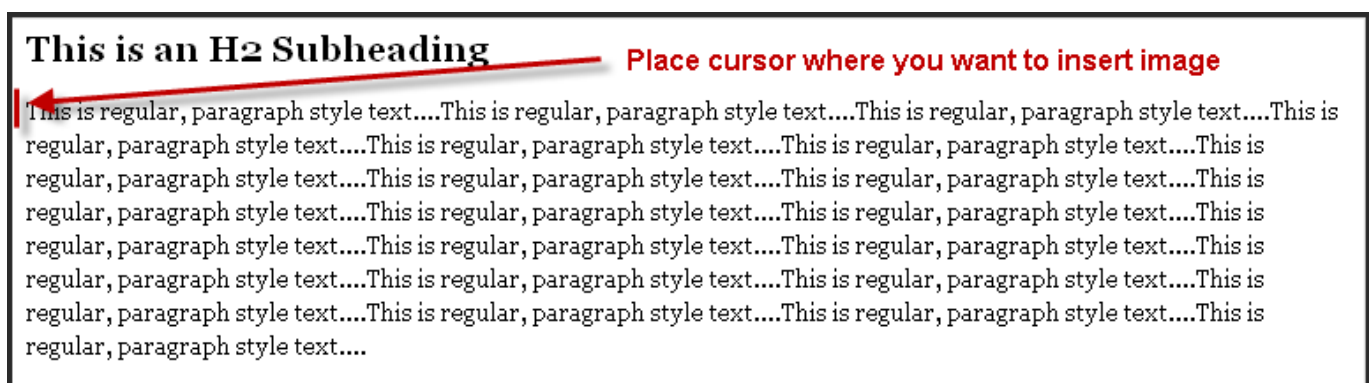 This is an H2 Subheading
Place cursor where you want to insert image
This is regular, paragraph style text....This is regular, paragraph style text....This is regular, paragraph style text....This is
regular, paragraph style text....This is regular, paragraph style text....This is regular, paragraph style text....This is
regular, paragraph style text....This is regular, paragraph style text....This is regular, paragraph style text....This is
regular, paragraph style text....This is regular, paragraph style text....This is regular, paragraph style text....This is
regular, paragraph style text....This is regular, paragraph style text....This is regular, paragraph style text....This is
regular, paragraph style text....This is regular, paragraph style text....This is regular, paragraph style text....This is
regular, paragraph style text....This is regular, paragraph style text....This is regular, paragraph style text....This is
regular, paragraph style text....